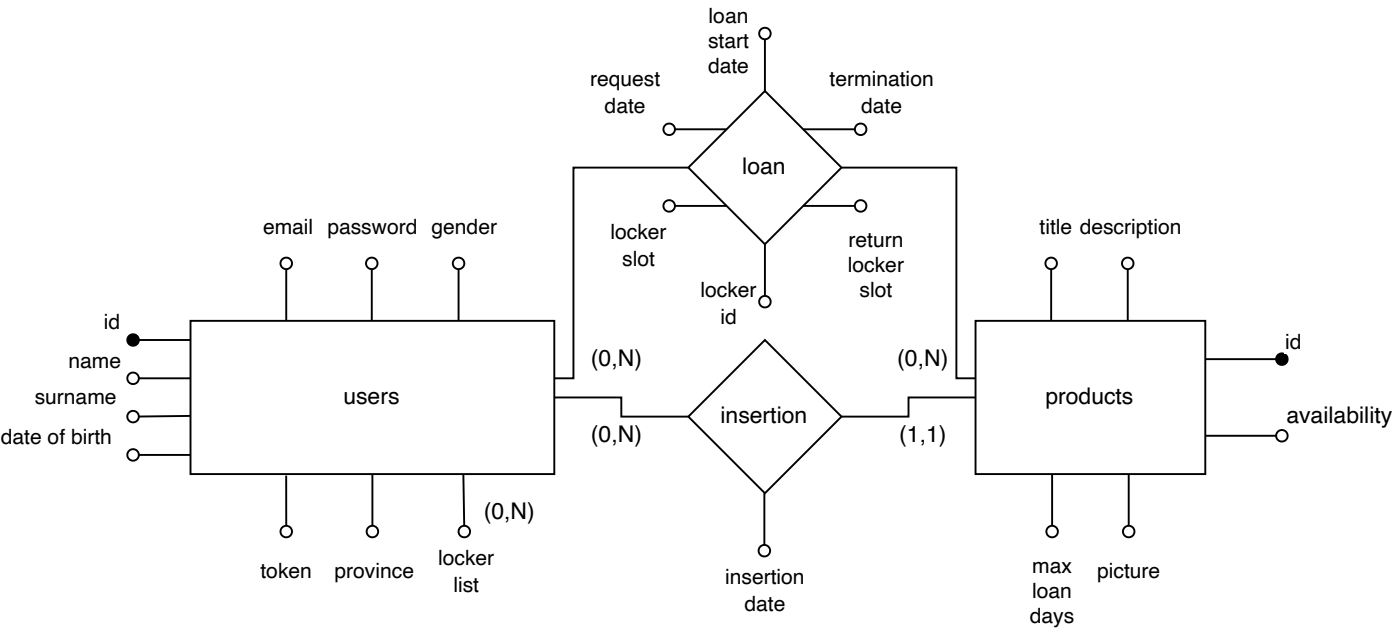 loan
start
date
request
date
termination
date
loan
locker
slot
return
locker
slot
locker
id
email password gender
title description
id
name
surname
date of birth
users
(0,N)
(0,N)
insertion
(0,N)
(1,1)
products
id
availability
(0,N)
token
province
locker
list
insertion
date
max
loan
days
picture